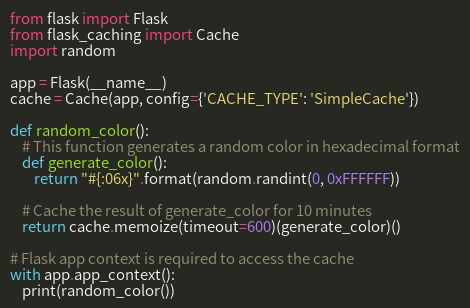 from flask import Flask
from flask_caching import Cache
import random

app = Flask(__name__)
cache = Cache(app, config={'CACHE_TYPE': 'SimpleCache'})

def random_color():
    # This function generates a random color in hexadecimal format
    def generate_color():
        return "#{:06x}".format(random.randint(0, 0xFFFFFF))

    # Cache the result of generate_color for 10 minutes
    return cache.memoize(timeout=600)(generate_color)()

# Flask app context is required to access the cache
with app.app_context():
    print(random_color())